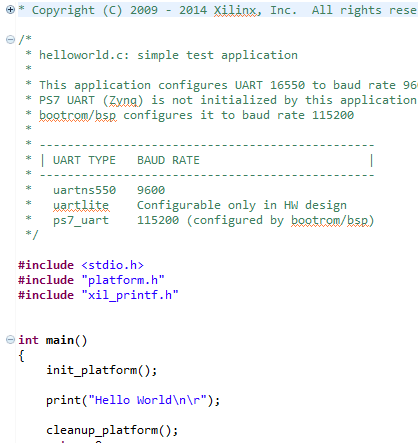 * Copyright (C) 2009 - 2014 Xilinx, Inc.  All rights rese
/*
 * helloworld.c: simple test application
 *
 * This application configures UART 16550 to baud rate 960
 * PS7 UART (Zynq) is not initialized by this application
 * bootrom/bsp configures it to baud rate 115200
 *
 * ------------------------------------------------
 * | UART TYPE   BAUD RATE                        |
 * ------------------------------------------------
 *   uartns550   9600
 *   uartlite    Configurable only in HW design
 *   ps7_uart    115200 (configured by bootrom/bsp)
 */
#include <stdio.h>
#include "platform.h"
#include "xil_printf.h"
int main()
{
    init_platform();
    print("Hello World\n\r");
    cleanup_platform();